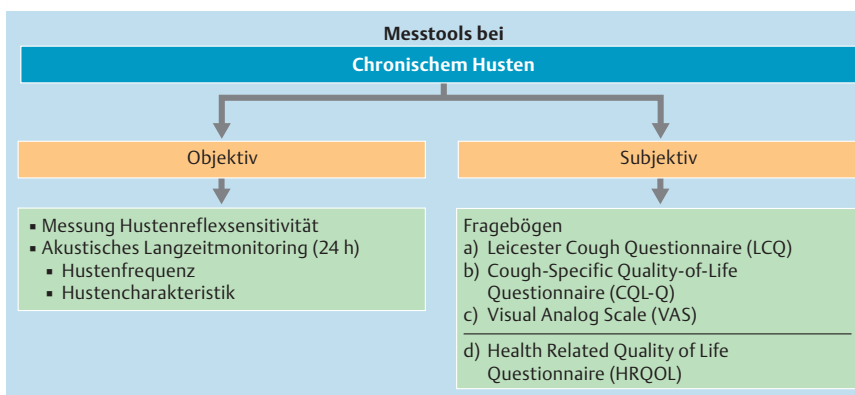 Messtools bei
Chronischem Husten
Objektiv
▪ Messung Hustenreflexsensitivität
▪ Akustisches Langzeitmonitoring (24 h)
▪ Hustenfrequenz
▪ Hustencharakteristik
Subjektiv
Fragebögen
a) Leicester Cough Questionnaire (LCQ)
b) Cough-Specific Quality-of-Life
Questionnaire (CQL-Q)
c) Visual Analog Scale (VAS)
d) Health Related Quality of Life
Questionnaire (HRQOL)